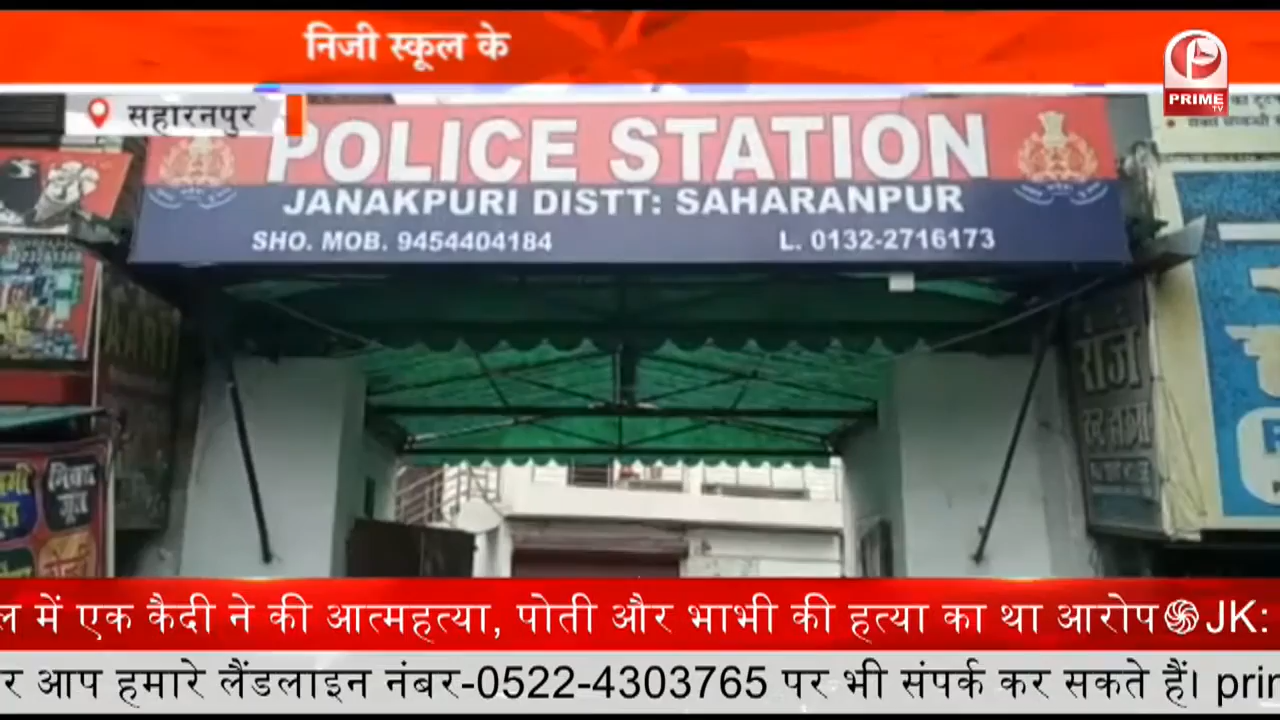 निजी स्कूल के
PRIME
TV
सहारनपुर
POLICE STATION
JANAKPURI DISTT: SAHARANPUR
SHO. MOB. 9454404184
L. 0132-2716173
राज
में एक कैदी ने की आत्महत्या, पोती और भाभी की हत्या का था आरोप JK:
र आप हमारे लैंडलाइन नंबर-0522-4303765 पर भी संपर्क कर सकते हैं। prim